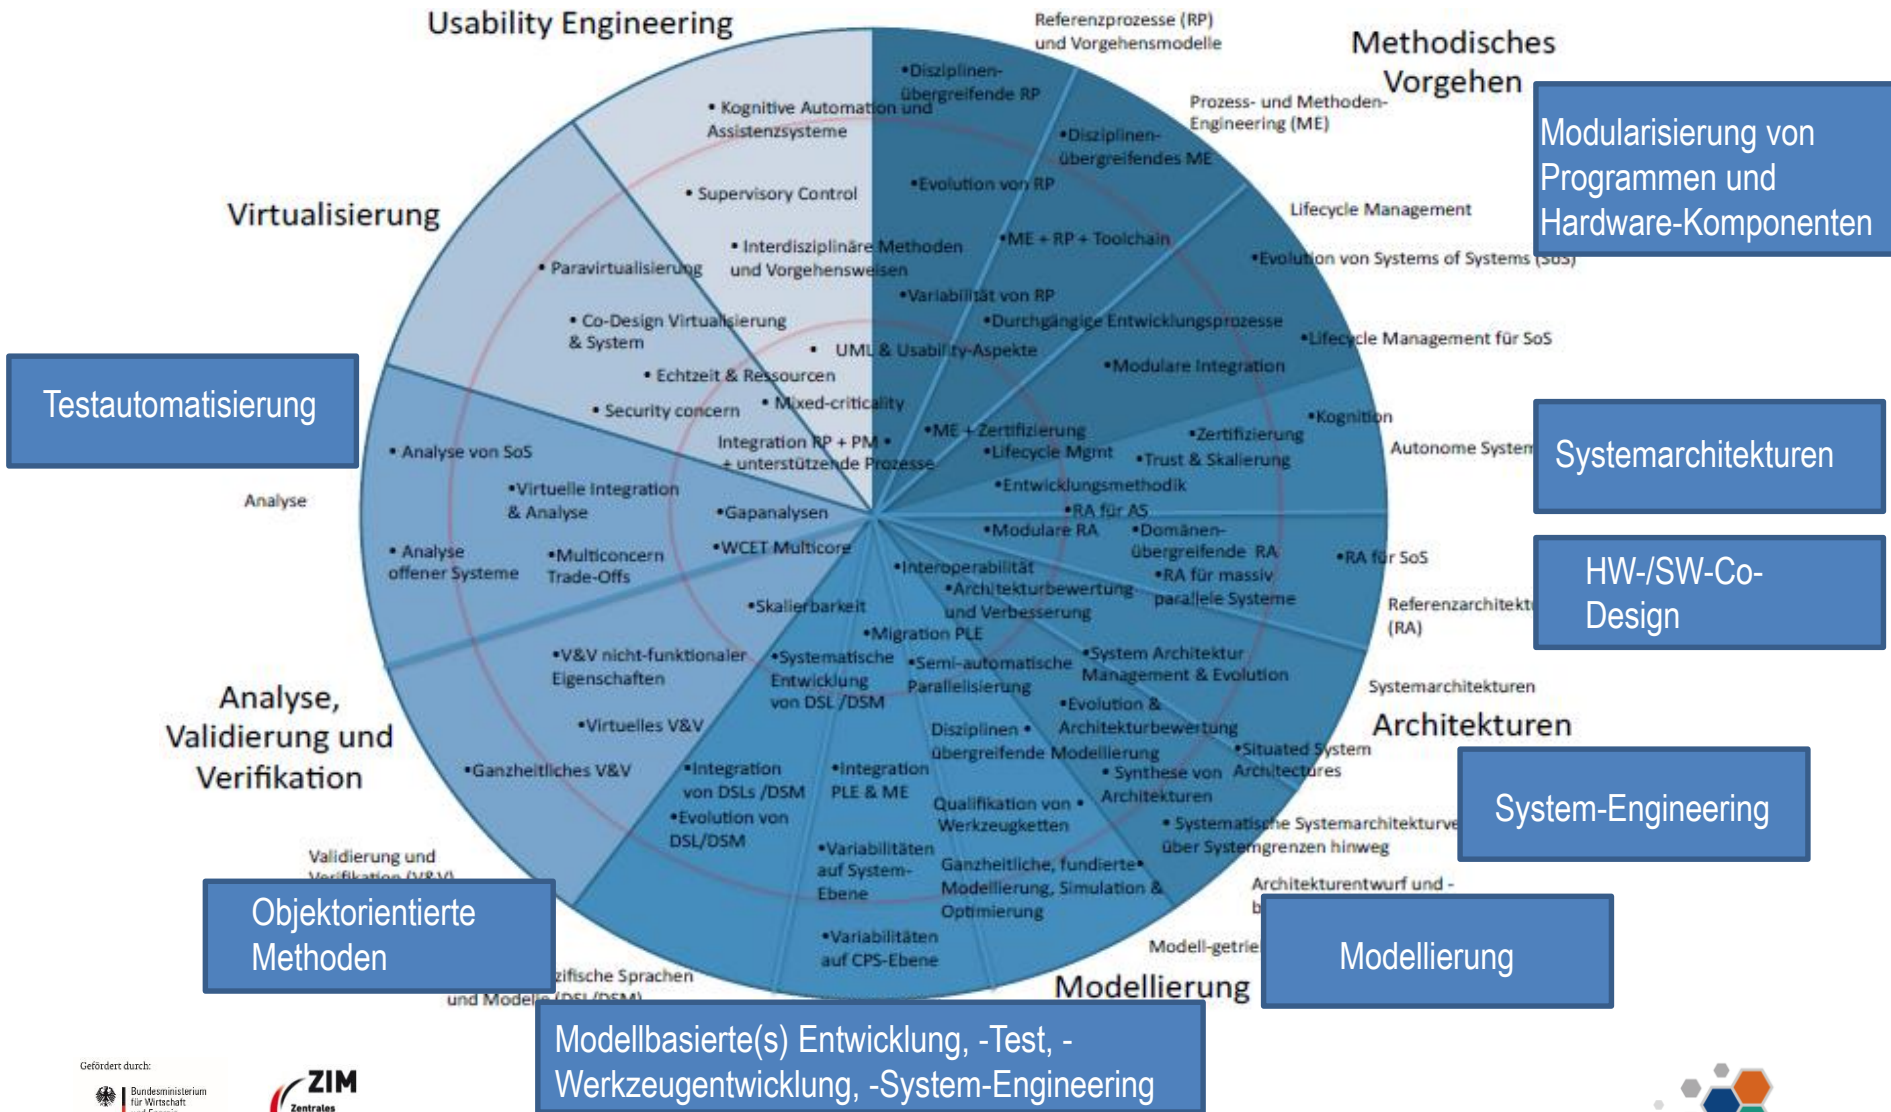 Usability Engineering
Referenzprozesse (RP)
und Vorgehensmodelle
Methodisches
Vorgehen
Prozess- und Methoden-
Engineering (ME)
Modularisierung von
Programmen und
Hardware-Komponenten
•Disziplinen-
übergreifende RP
• Kognitive Automation und
Assistenzsysteme
•Disziplinen-
übergreifendes ME
•Evolution von RP
• Supervisory Control
Virtualisierung
Lifecycle Management
•ME + RP + Toolchain
• Interdisziplinäre Methoden
und Vorgehensweisen
•Evolution von Systems of Systems (SoS)
• Paravirtualisierung
•Variabilität von RP
•Durchgängige Entwicklungsprozesse
• Co-Design Virtualisierung
& System
•Lifecycle Management für SoS
• UML & Usability-Aspekte
•Modulare Integration
• Echtzeit & Ressourcen
Testautomatisierung
• Security concern
• Mixed-criticality
•Kognition
•ME + Zertifizierung
•Zertifizierung
Integration RP + PM •
+ unterstützende Prozesse
•Lifecycle Mgmt
•Trust & Skalierung
Autonome System
Systemarchitekturen
• Analyse von SoS
•Entwicklungsmethodik
Analyse
•Virtuelle Integration
& Analyse
•Gapanalysen
•RA für AS
•Modulare RA
•Domänen-
übergreifende RA
•WCET Multicore
• Analyse
offener Systeme
•Multiconcern
Trade-Offs
•RA für SoS
•Interoperabilität
•RA für massiv
parallele Systeme
HW-/SW-Co-
Design
•Architekturbewertung
und Verbesserung
•Skalierbarkeit
Referenzarchitekt
(RA)
•Migration PLE
•V&V nicht-funktionaler
Eigenschaften
•Systematische
Entwicklung
von DSL /DSM
•Semi-automatische
Parallelisierung
•System Architektur
Management & Evolution
Systemarchitekturen
Architekturen
Analyse,
Validierung und
Verifikation
•Evolution &
Architekturbewertung
•Virtuelles V&V
Disziplinen •
übergreifende Modellierung
•Situated System
Architectures
•Ganzheitliches V&V
•Integration
von DSLs /DSM
•Integration
PLE & ME
• Synthese von
Architekturen
System-Engineering
•Evolution von
DSL/DSM
Qualifikation von •
Werkzeugketten
• Systematische Systemarchitekturve
über Systemgrenzen hinweg
•Variabilitäten
auf System-
Ebene
Ganzheitliche, fundierte•
Modellierung, Simulation &
Optimierung
Validierung und
Verifikation (V&V)
Architekturentwurf und -
b
Objektorientierte
Methoden
•Variabilitäten
auf CPS-Ebene
Modell-getrie
Modellierung
zifische Sprachen
und Modelle (DSL/DSM)
Modellierung
Modellbasierte(s) Entwicklung, -Test, -
Werkzeugentwicklung, -System-Engineering
Gefördert durch:
Bundesministerium
für Wirtschaft
und Energie
ZIM
Zentrales